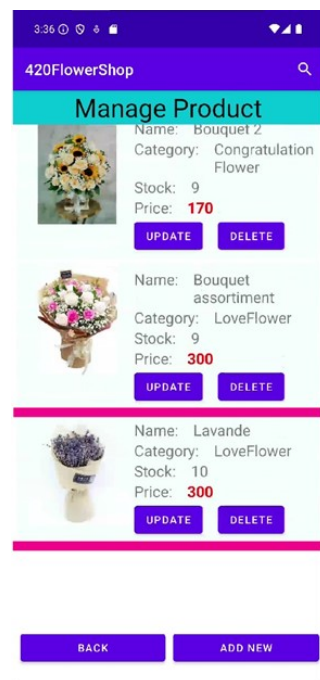 3:36
420FlowerShop
Manage Product
Name: Bouquet 2
Category: Congratulation
Flower
Stock: 9
Price: 170
UPDATE DELETE
Name: Bouquet
assortiment
Category: LoveFlower
Stock: 9
Price: 300
UPDATE DELETE
Name: Lavande
Category: LoveFlower
Stock: 10
Price: 300
UPDATE DELETE
BACK ADD NEW